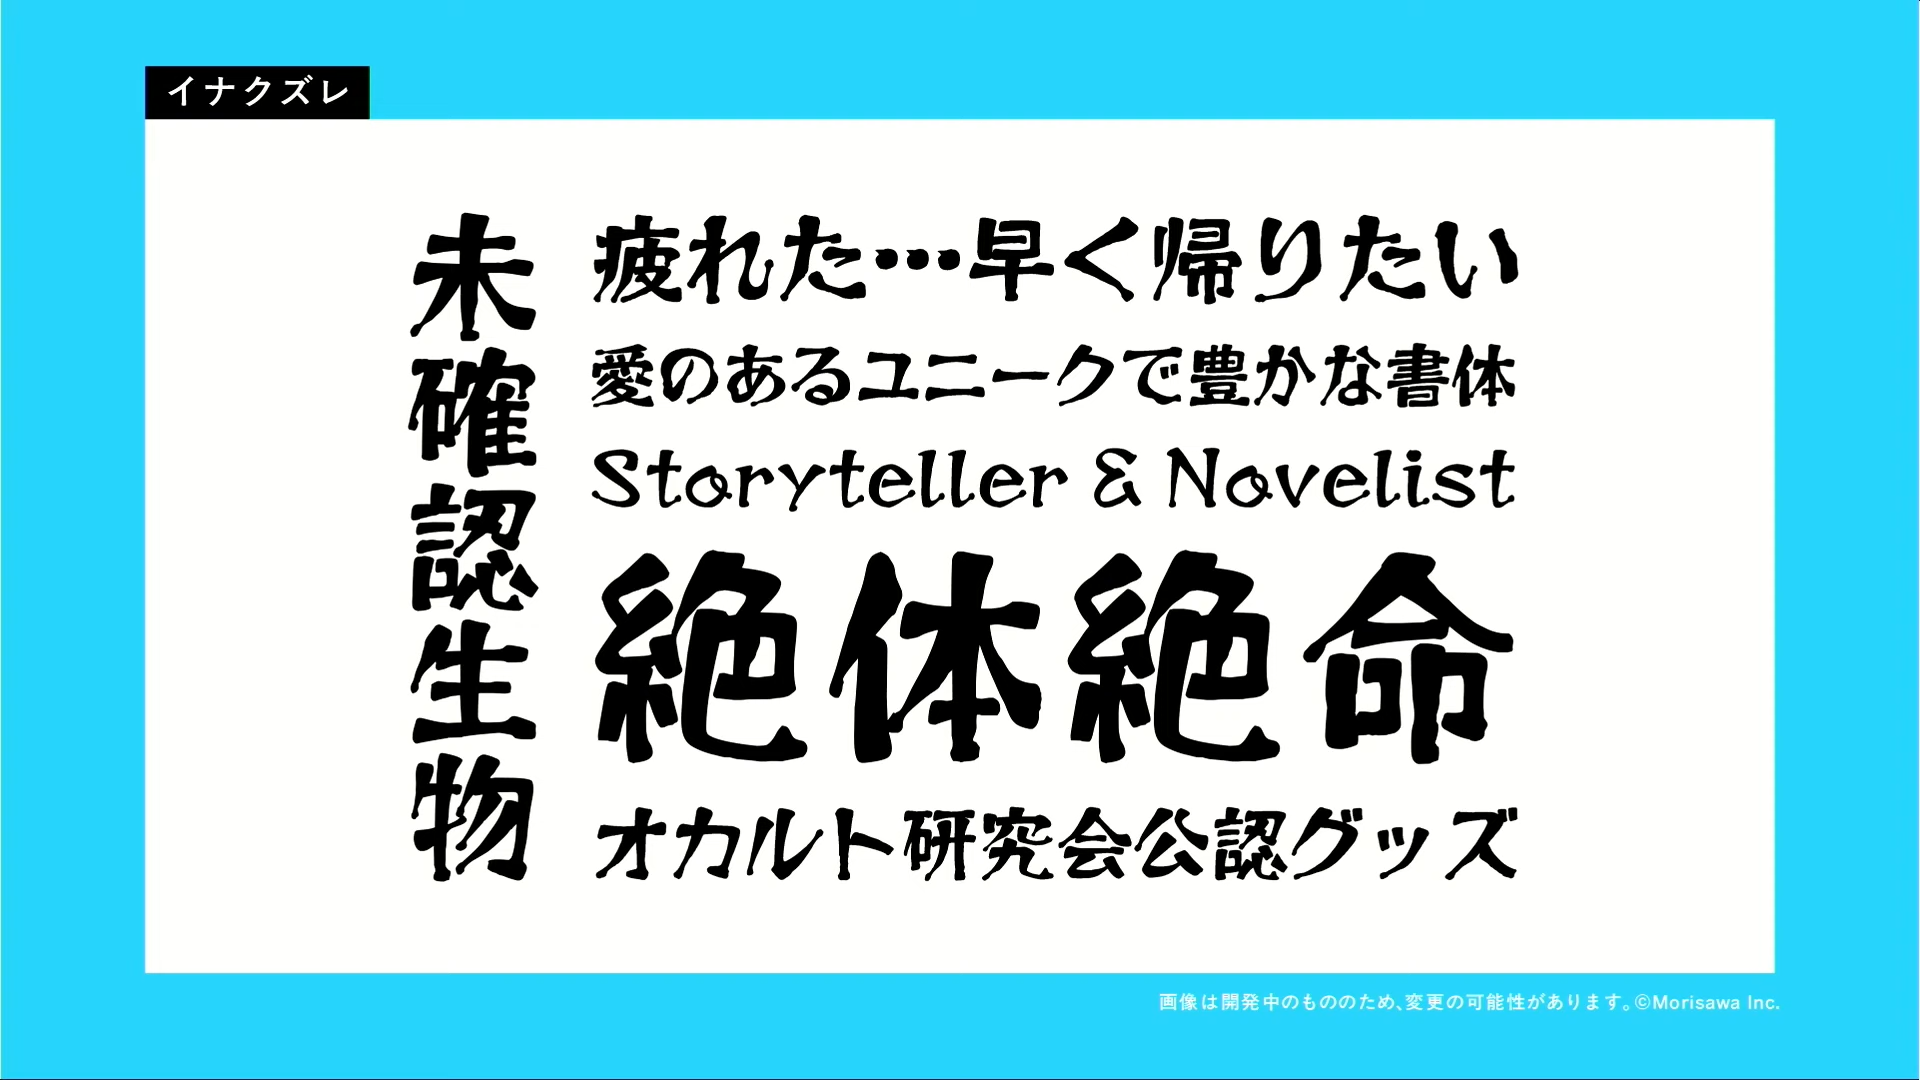 イナクズレ
未確認生物
疲れた…早く帰りたい
愛のあるユニークで豊かな書体
Storyteller & Novelist
絶体絶命
オカルト研究会公認グッズ
画像は開発中のもののため、変更の可能性があります。©Morisawa Inc.